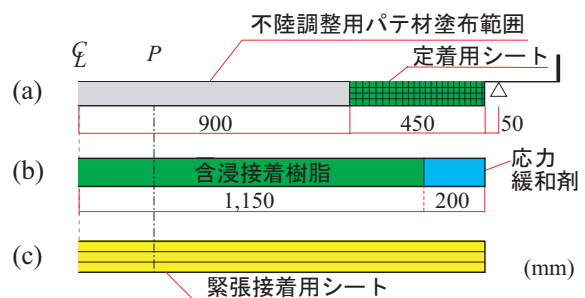 不陸調整用パテ材塗布範囲
℄
P
定着用シート
(a)
900
450
50
(b)
含浸接着樹脂
応力
緩和剤
1,150
200
(c)
緊張接着用シート
(mm)